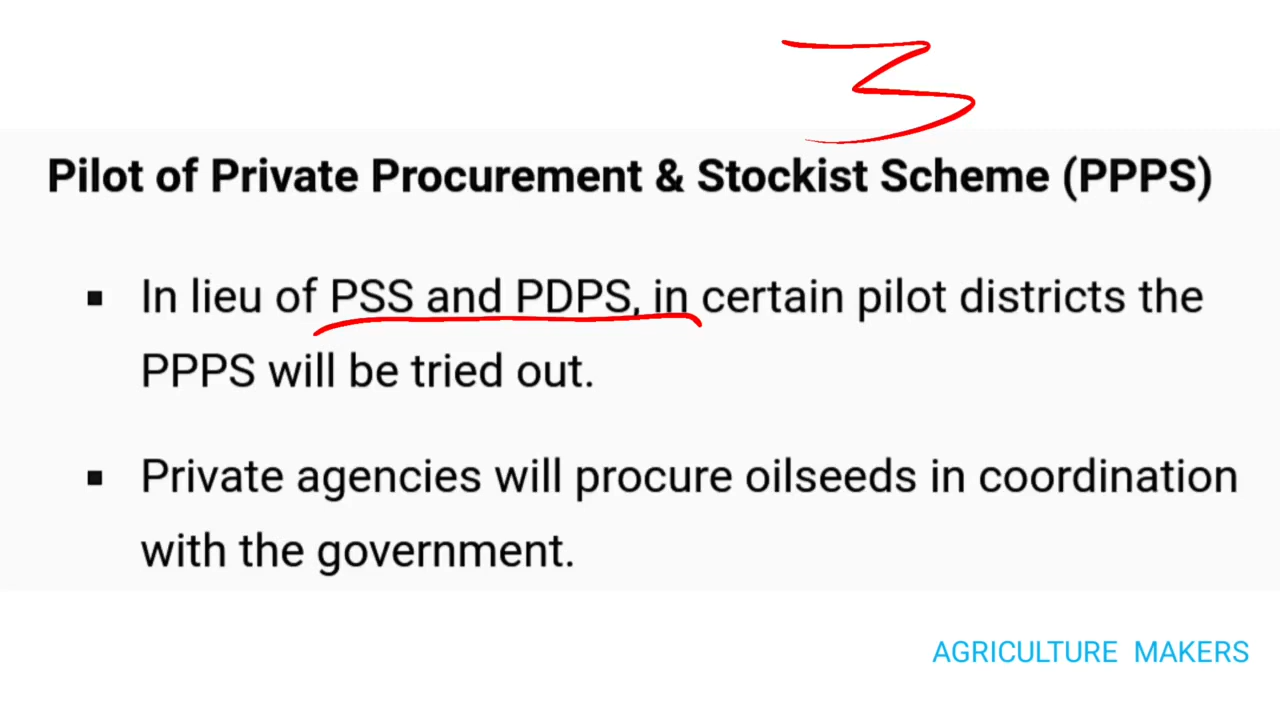 3
Pilot of Private Procurement & Stockist Scheme (PPPS)
▪ In lieu of PSS and PDPS, in certain pilot districts the
PPPS will be tried out.
▪ Private agencies will procure oilseeds in coordination
with the government.
AGRICULTURE MAKERS